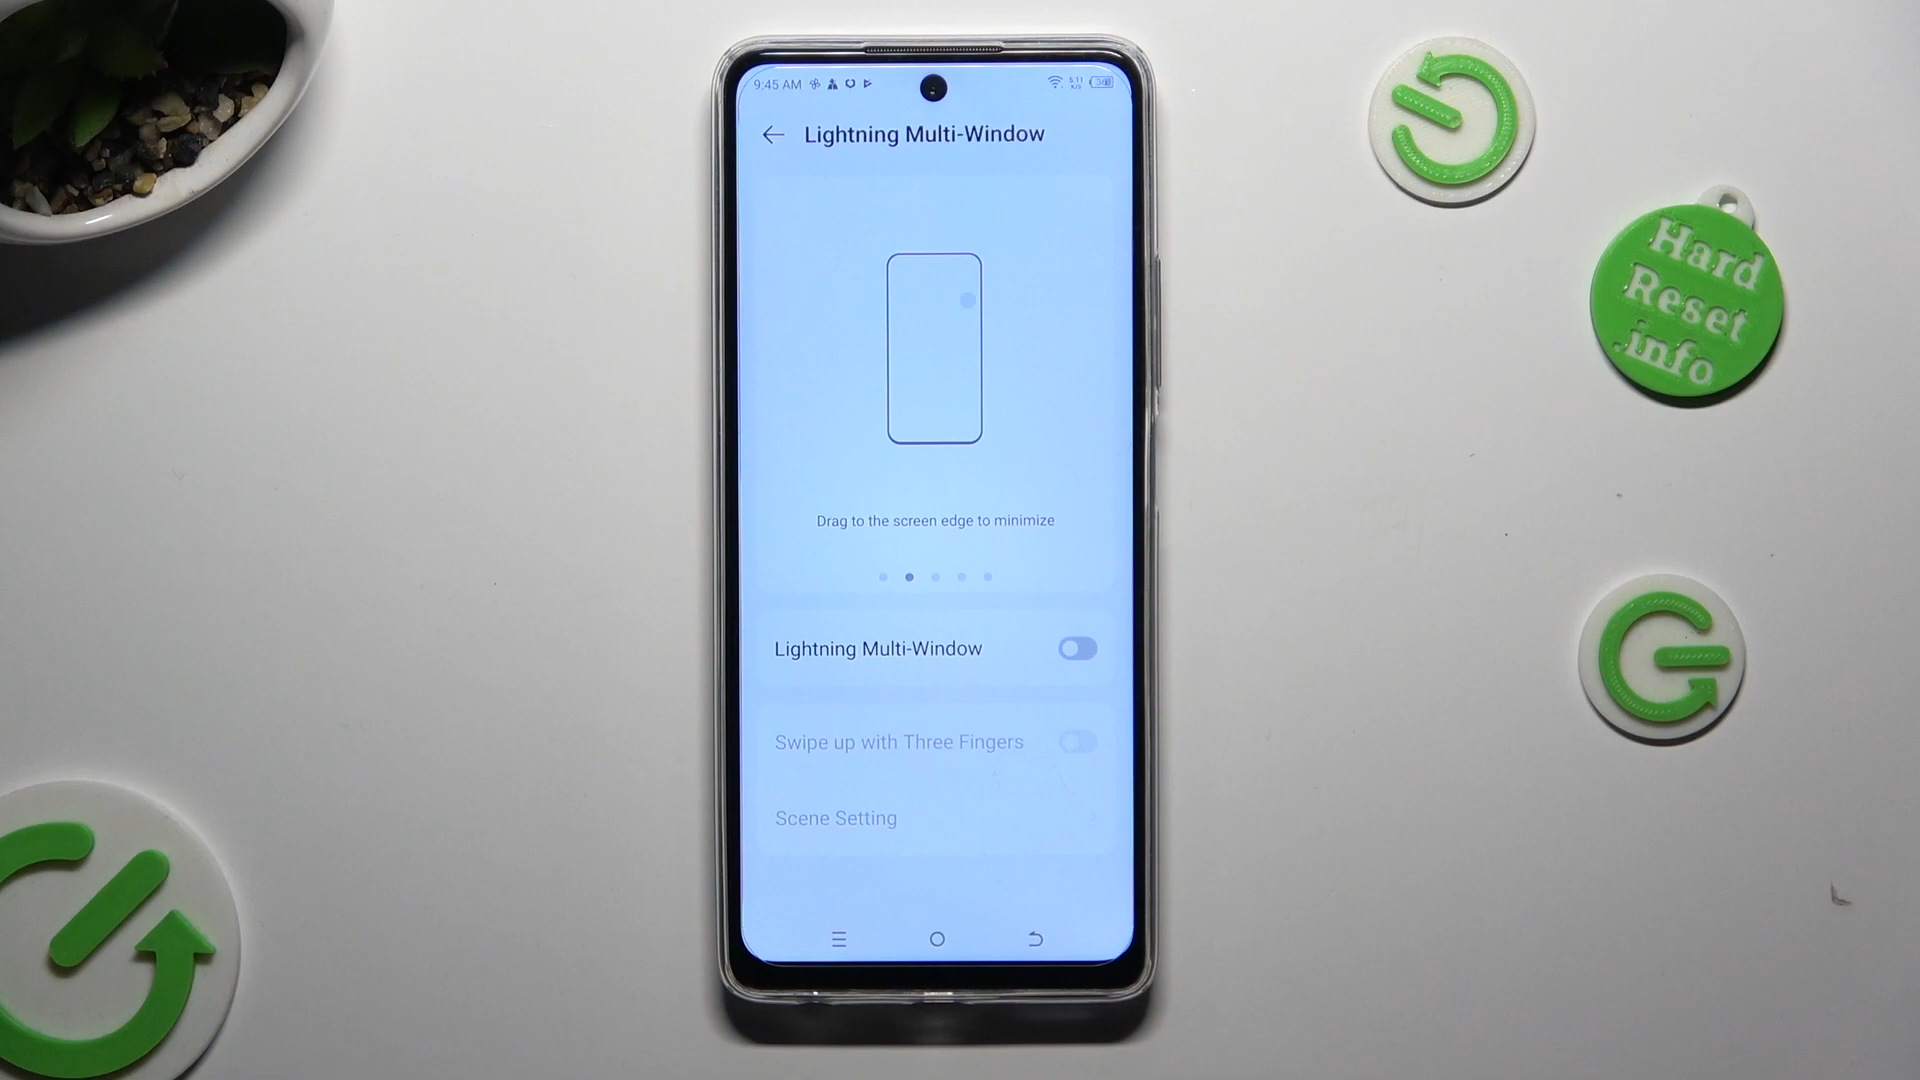 9:45 AM
Lightning Multi-Window
Drag to the screen edge to minimize
Lightning Multi-Window
Swipe up with Three Fingers
Scene Setting
Hard
Reset
.info